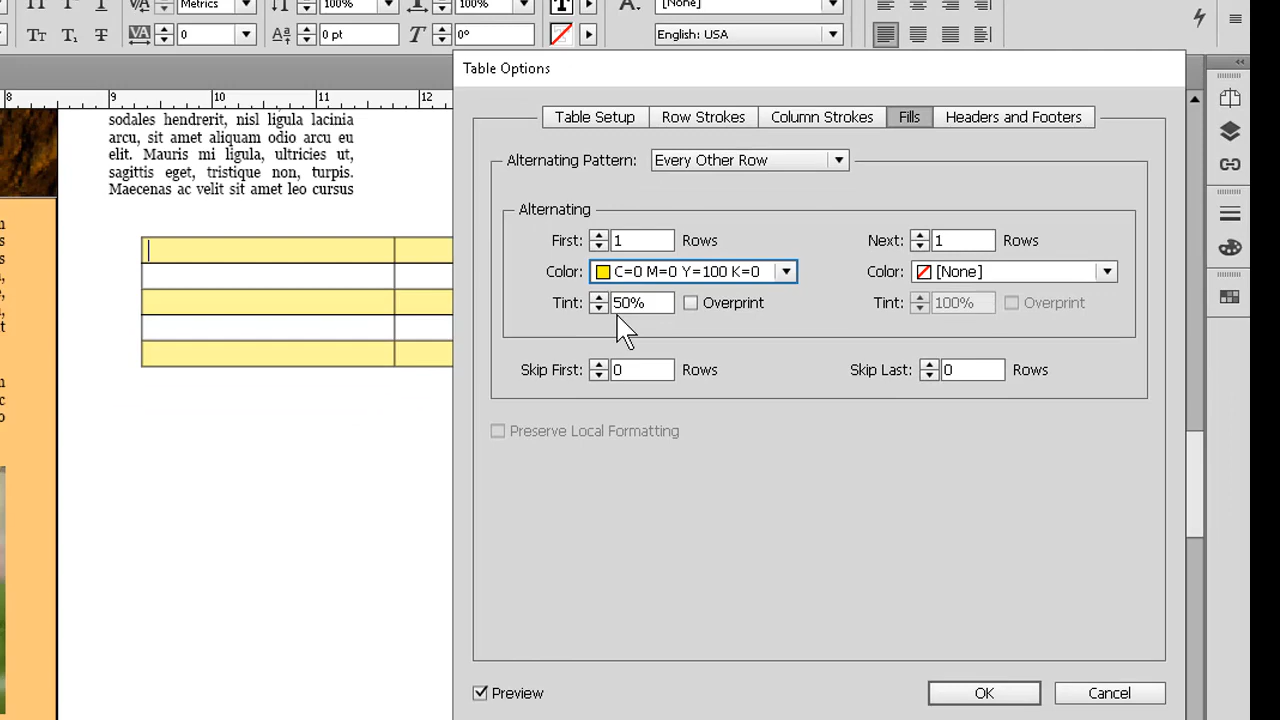 Metrics 100% 100% [None]
0 0 pt 0° English: USA
Table Options
8 9 10 11 12
sodales hendrerit, nisl ligula lacinia
arcu, sit amet aliquam odio arcu eu
elit. Mauris mi ligula, ultricies ut,
sagittis eget, tristique non, turpis.
Maecenas ac velit sit amet leo cursus
Table Setup Row Strokes Column Strokes Fills Headers and Footers
Alternating Pattern: Every Other Row
Alternating
First: 1 Rows Next: 1 Rows
Color: C=0 M=0 Y=100 K=0 Color: [None]
Tint: 50% Overprint Tint: 100% Overprint
Skip First: 0 Rows Skip Last: 0 Rows
Preserve Local Formatting
Preview OK Cancel